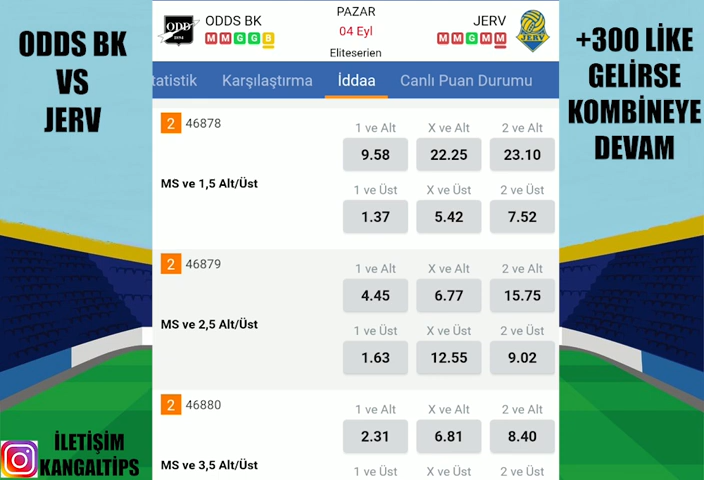 ODDS BK
VS
JERV
ODD
1894
ODDS BK
M M G G B
PAZAR
04 Eyl
Eliteserien
JERV
M M G M M
JERV
+300 LİKE
GELİRSE
KOMBİNEYE
DEVAM
tatistik Karşılaştırma İddaa Canlı Puan Durumu
2 46878
1 ve Alt X ve Alt 2 ve Alt
9.58 22.25 23.10
MS ve 1,5 Alt/Üst
1 ve Üst X ve Üst 2 ve Üst
1.37 5.42 7.52
2 46879
1 ve Alt X ve Alt 2 ve Alt
4.45 6.77 15.75
MS ve 2,5 Alt/Üst
1 ve Üst X ve Üst 2 ve Üst
1.63 12.55 9.02
2 46880
1 ve Alt X ve Alt 2 ve Alt
2.31 6.81 8.40
MS ve 3,5 Alt/Üst
1 ve Üst X ve Üst 2 ve Üst
İLETİŞİM
KANGALTİPS